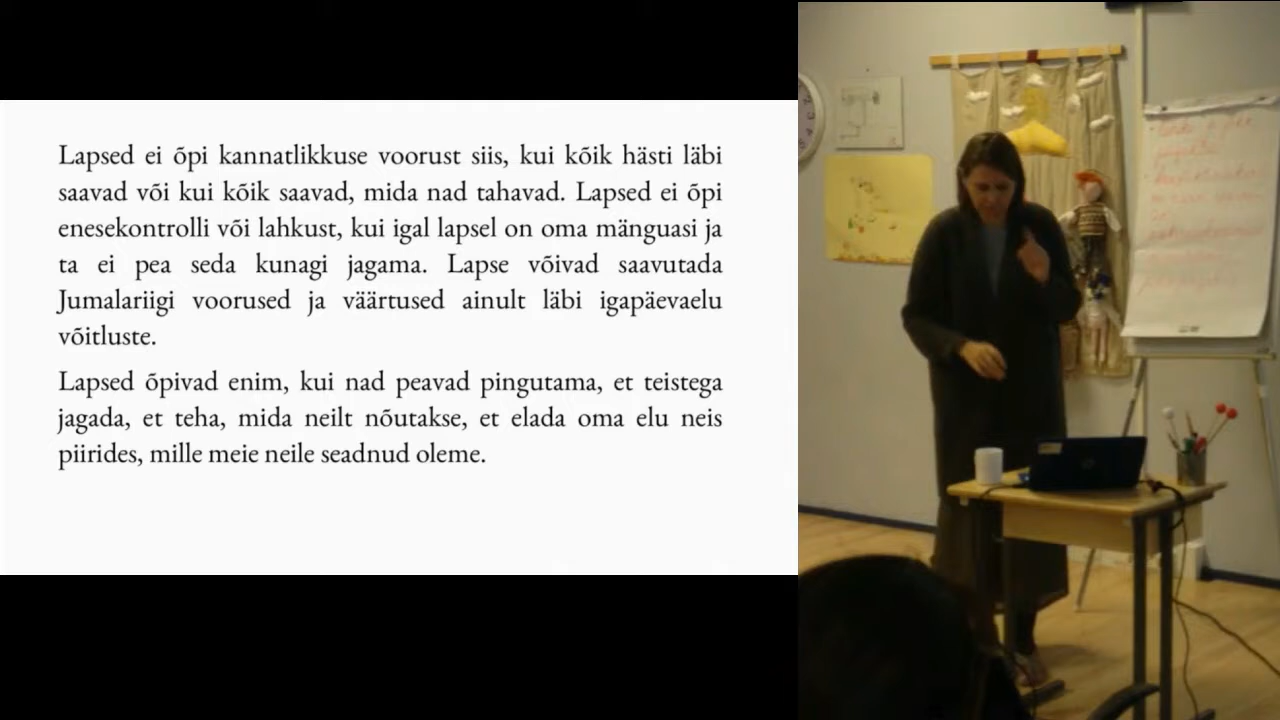 Lapsed ei õpi kannatlikkuse voorust siis, kui kõik hästi läbi
saavad või kui kõik saavad, mida nad tahavad. Lapsed ei õpi
enesekontrolli või lahkust, kui igal lapsel on oma mänguasi ja
ta ei pea seda kunagi jagama. Lapse võivad saavutada
Jumalariigi voorused ja väärtused ainult läbi igapäevaelu
võitluste.
Lapsed õpivad enim, kui nad peavad pingutama, et teistega
jagada, et teha, mida neilt nõutakse, et elada oma elu neis
piirides, mille meie neile seadnud oleme.